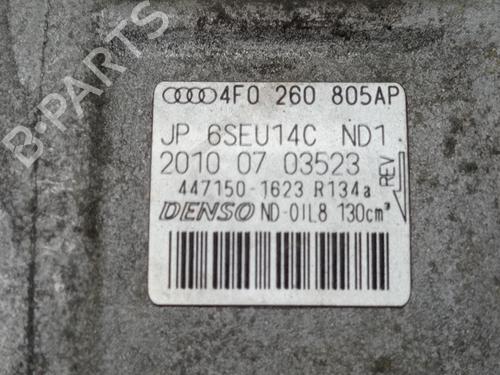 B-PARTS
4F0 260 805AP
JP 6SEU14C ND1
2010 07 03523
REV
447150-1623 R134a
DENSO ND-OIL8 130cm³